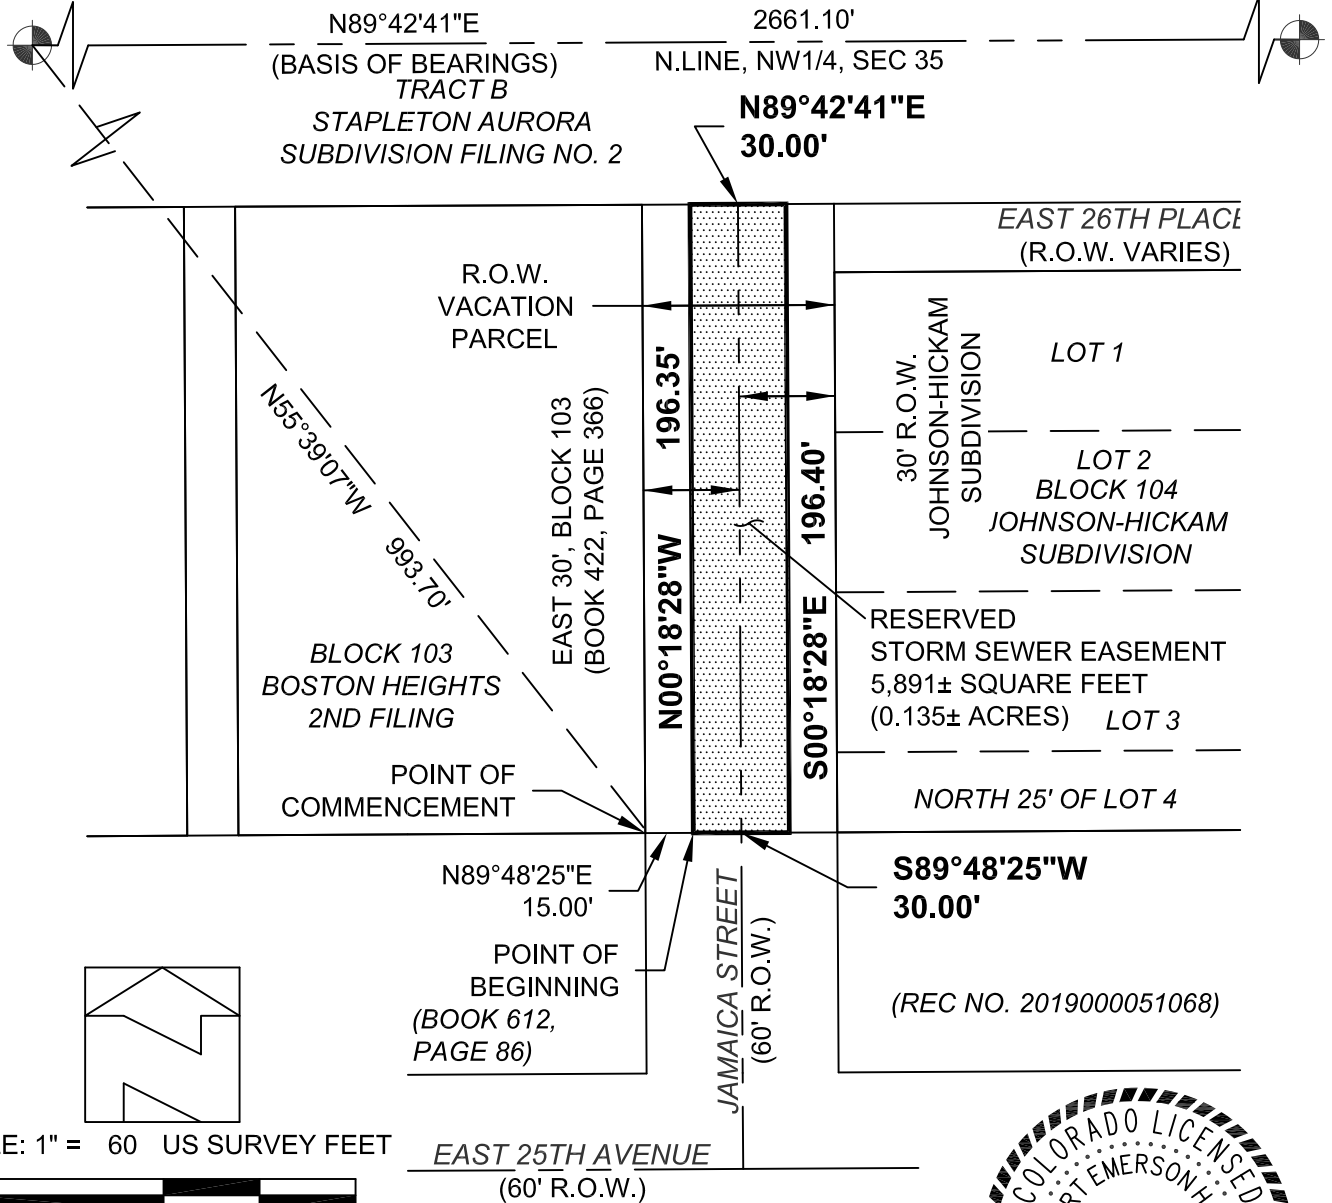 N89°42'41"E
2661.10'
(BASIS OF BEARINGS)
N.LINE, NW1/4, SEC 35
TRACT B
STAPLETON AURORA
SUBDIVISION FILING NO. 2
N89°42'41"E
30.00'
EAST 26TH PLACE
(R.O.W. VARIES)
R.O.W.
VACATION
PARCEL
N55°39'07"W
993.70'
EAST 30', BLOCK 103
(BOOK 422, PAGE 366)
N00°18'28"W 196.35'
S00°18'28"E 196.40'
30' R.O.W.
JOHNSON-HICKAM
SUBDIVISION
LOT 1
LOT 2
BLOCK 104
JOHNSON-HICKAM
SUBDIVISION
RESERVED
STORM SEWER EASEMENT
5,891± SQUARE FEET
(0.135± ACRES)
LOT 3
NORTH 25' OF LOT 4
BLOCK 103
BOSTON HEIGHTS
2ND FILING
POINT OF
COMMENCEMENT
N89°48'25"E
15.00'
S89°48'25"W
30.00'
POINT OF
BEGINNING
(BOOK 612,
PAGE 86)
JAMAICA STREET
(60' R.O.W.)
(REC NO. 2019000051068)
E: 1" = 60 US SURVEY FEET
EAST 25TH AVENUE
(60' R.O.W.)
COLORADO LICENSED
RT EMERSON H